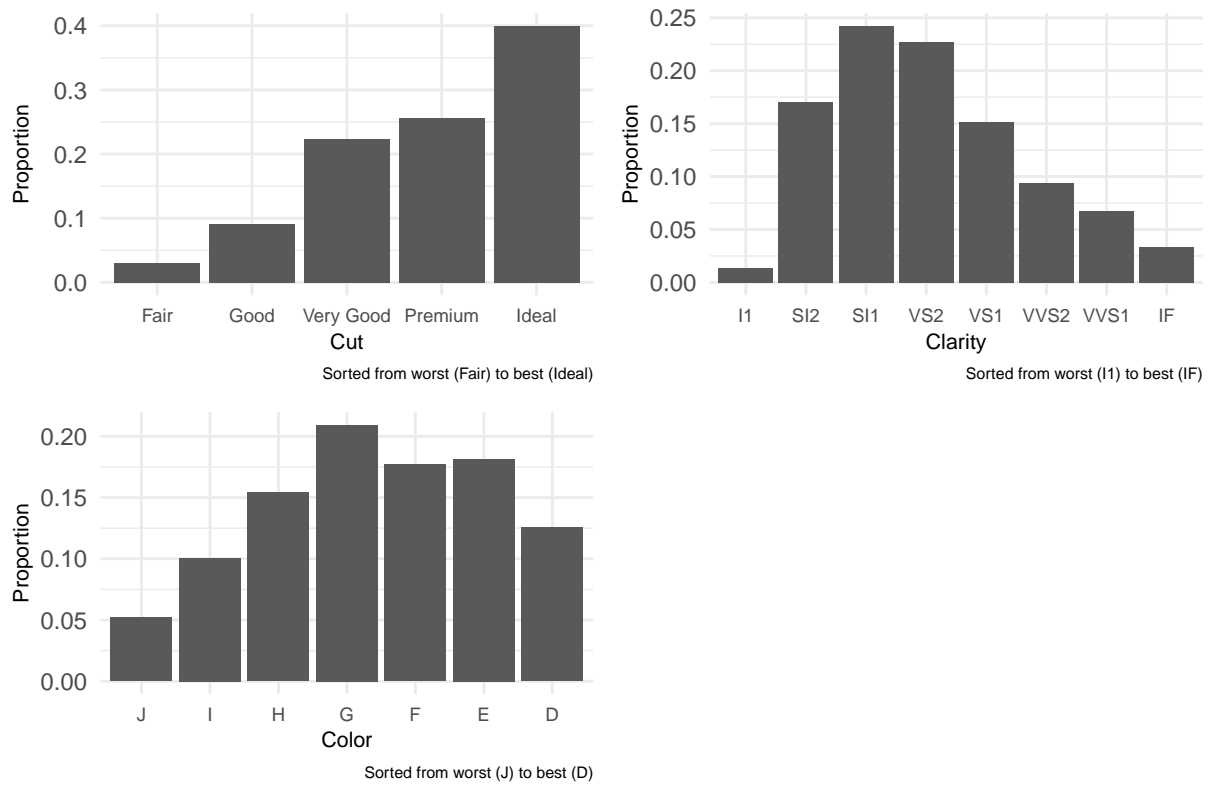 Proportion
0.4
0.3
0.2
0.1
0.0
Fair Good Very Good Premium Ideal
Cut
Sorted from worst (Fair) to best (Ideal)
Proportion
0.25
0.20
0.15
0.10
0.05
0.00
I1 SI2 SI1 VS2 VS1 VVS2 VVS1 IF
Clarity
Sorted from worst (I1) to best (IF)
Proportion
0.20
0.15
0.10
0.05
0.00
J I H G F E D
Color
Sorted from worst (J) to best (D)